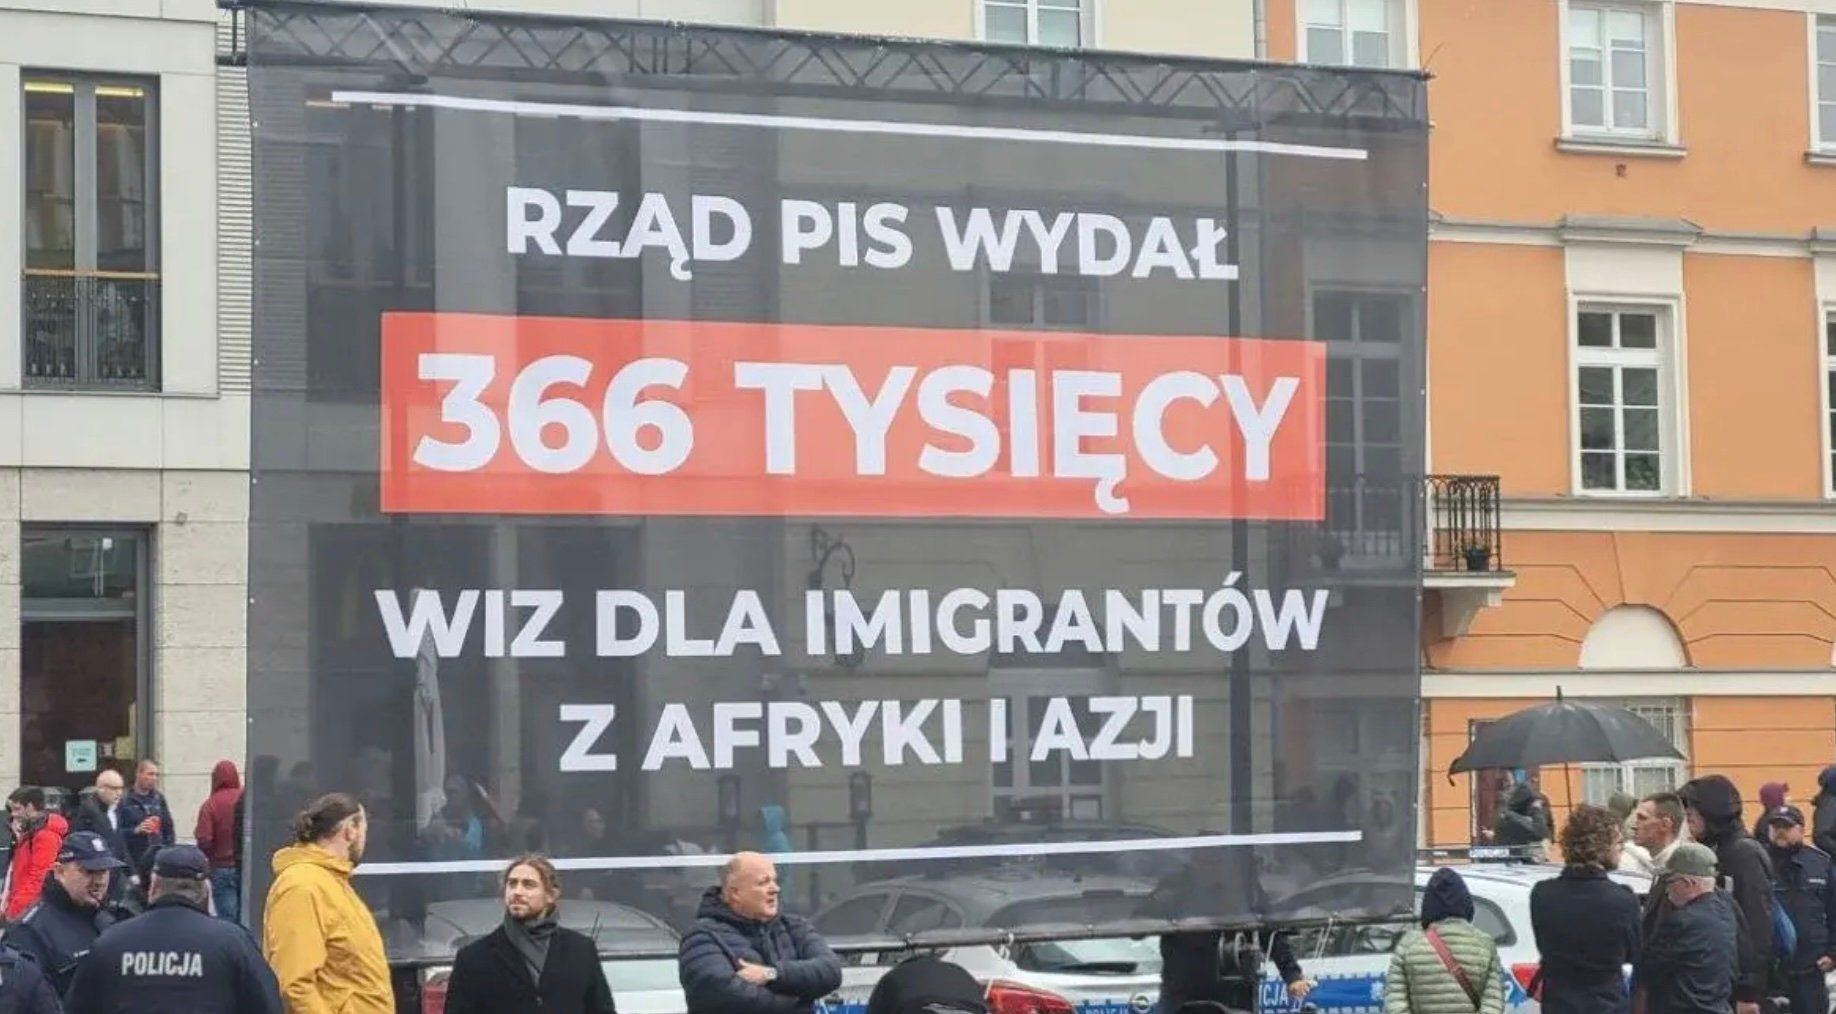 RZĄD PIS WYDAŁ
366 TYSIĘCY
WIZ DLA IMIGRANTÓW
Z AFRYKI I AZJI
POLICJA